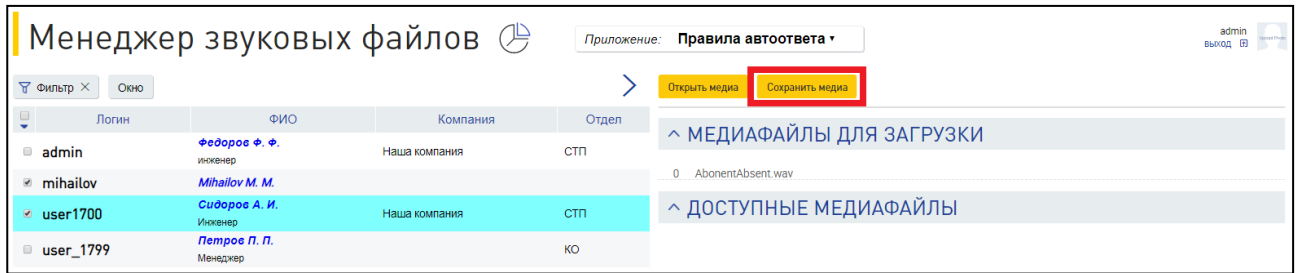 Менеджер звуковых файлов
Приложение: Правила автоответа
admin
выход
Фильтр Окно
Открыть медиа Сохранить медиа
Логин ФИО Компания Отдел
МЕДИАФАЙЛЫ ДЛЯ ЗАГРУЗКИ
admin Федоров Ф. Ф. Наша компания СТП
инженер
0 AbonentAbsent.wav
mihailov Mihailov M. M.
ДОСТУПНЫЕ МЕДИАФАЙЛЫ
user1700 Сидоров А. И. Наша компания СТП
Инженер
user_1799 Петров П. П. КО
Менеджер